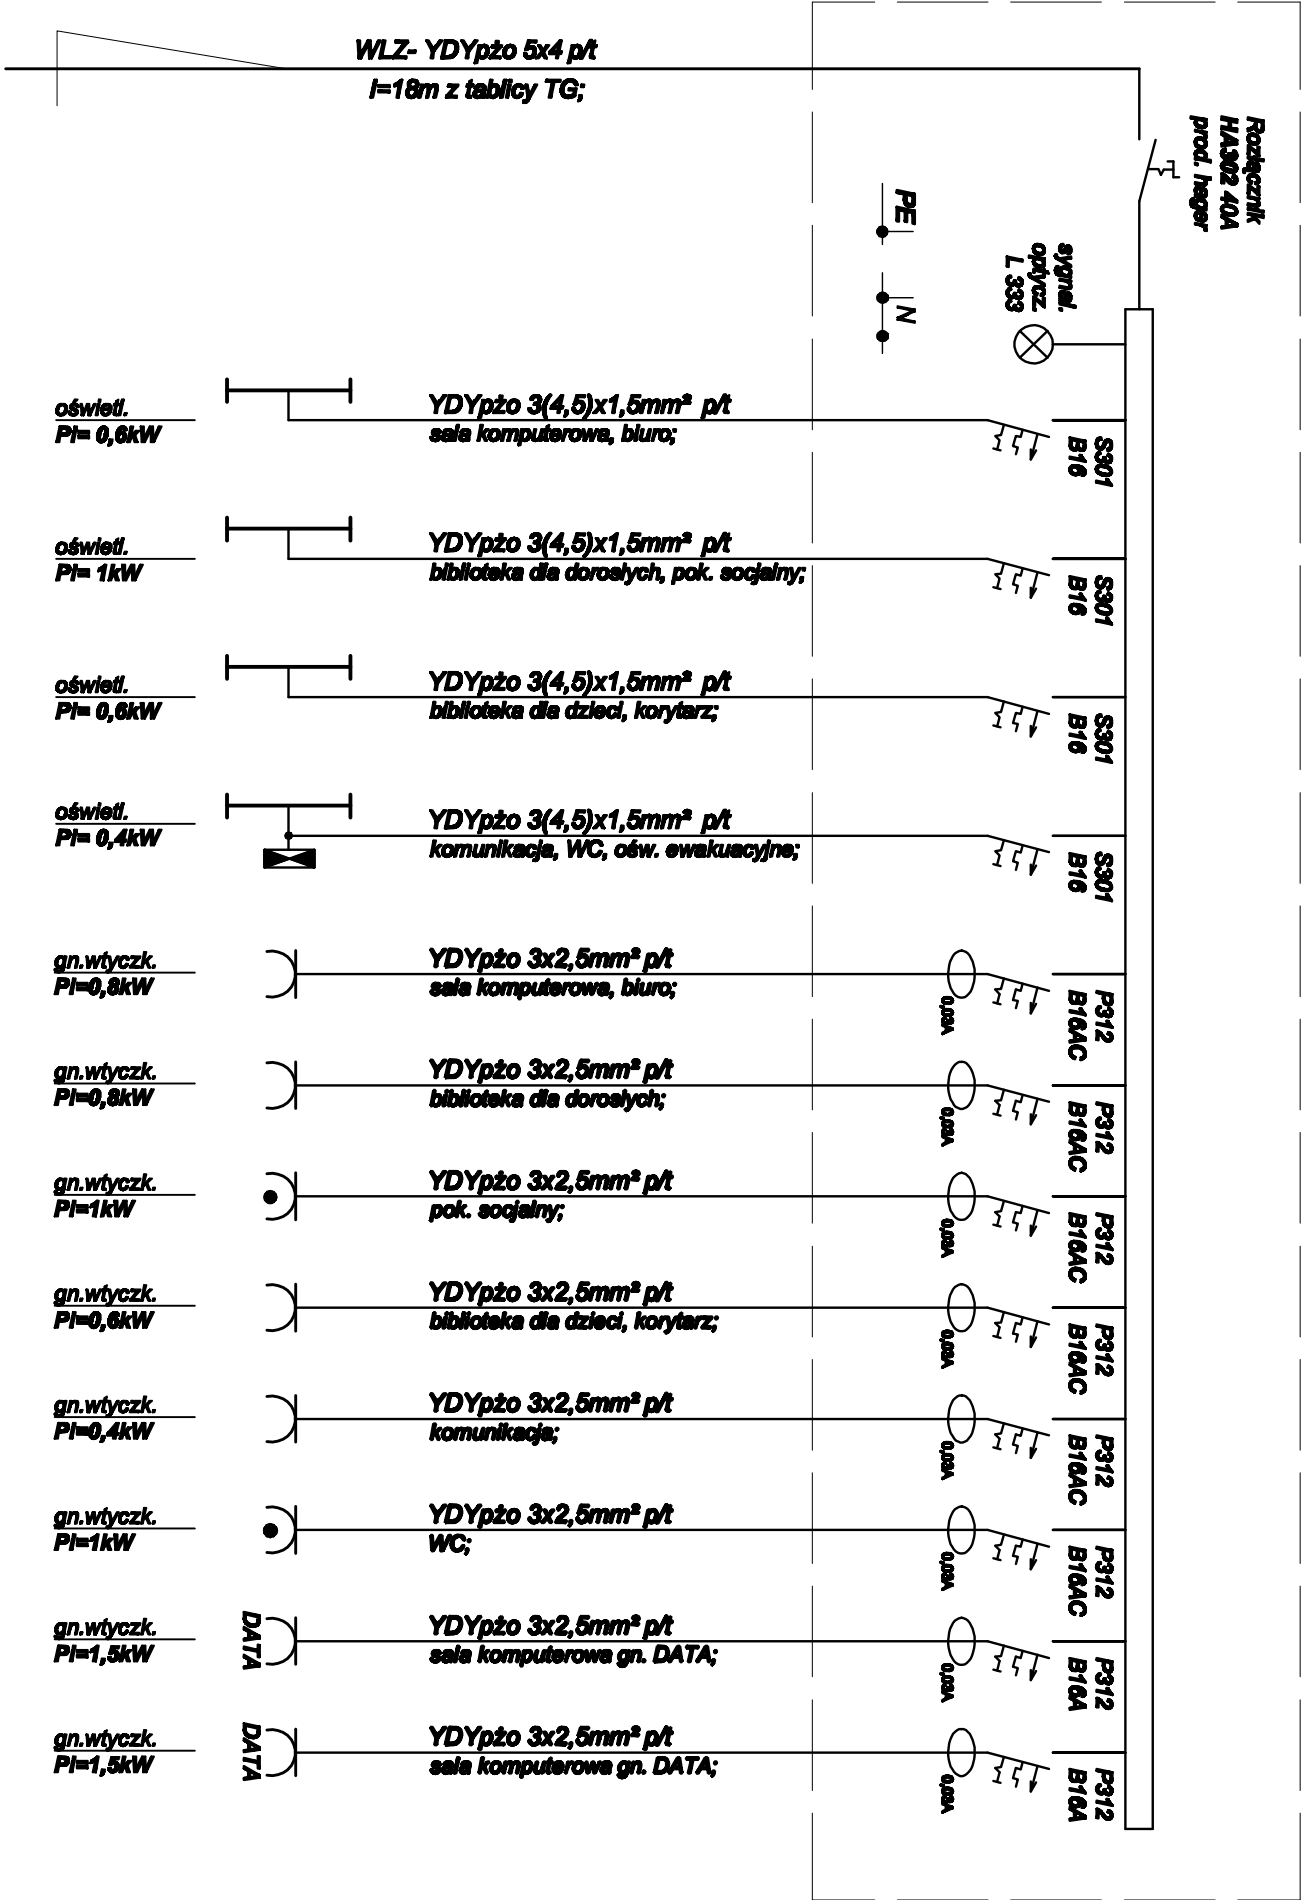 WLZ- YDYpżo 5x4 p/t
l=18m z tablicy TG;
Rozłącznik
HA302 40A
prod. hager
PE
N
sygnal.
optycz.
L 333
oświetl.
Pi= 0,6kW
YDYpżo 3(4,5)x1,5mm² p/t
sala komputerowa, biuro;
S301
B16
oświetl.
Pi= 1kW
YDYpżo 3(4,5)x1,5mm² p/t
biblioteka dla dorosłych, pok. socjalny;
S301
B16
oświetl.
Pi= 0,6kW
YDYpżo 3(4,5)x1,5mm² p/t
biblioteka dla dzieci, korytarz;
S301
B16
oświetl.
Pi= 0,4kW
YDYpżo 3(4,5)x1,5mm² p/t
komunikacja, WC, ośw. ewakuacyjne;
S301
B16
gn.wtyczk.
Pi=0,8kW
YDYpżo 3x2,5mm² p/t
sala komputerowa, biuro;
0,03A
P312
B16AC
gn.wtyczk.
Pi=0,8kW
YDYpżo 3x2,5mm² p/t
biblioteka dla dorosłych;
0,03A
P312
B16AC
gn.wtyczk.
Pi=1kW
YDYpżo 3x2,5mm² p/t
pok. socjalny;
0,03A
P312
B16AC
gn.wtyczk.
Pi=0,6kW
YDYpżo 3x2,5mm² p/t
biblioteka dla dzieci, korytarz;
0,03A
P312
B16AC
gn.wtyczk.
Pi=0,4kW
YDYpżo 3x2,5mm² p/t
komunikacja;
0,03A
P312
B16AC
gn.wtyczk.
Pi=1kW
YDYpżo 3x2,5mm² p/t
WC;
0,03A
P312
B16AC
gn.wtyczk.
Pi=1,5kW
DATA
YDYpżo 3x2,5mm² p/t
sala komputerowa gn. DATA;
0,03A
P312
B16A
gn.wtyczk.
Pi=1,5kW
DATA
YDYpżo 3x2,5mm² p/t
sala komputerowa gn. DATA;
0,03A
P312
B16A